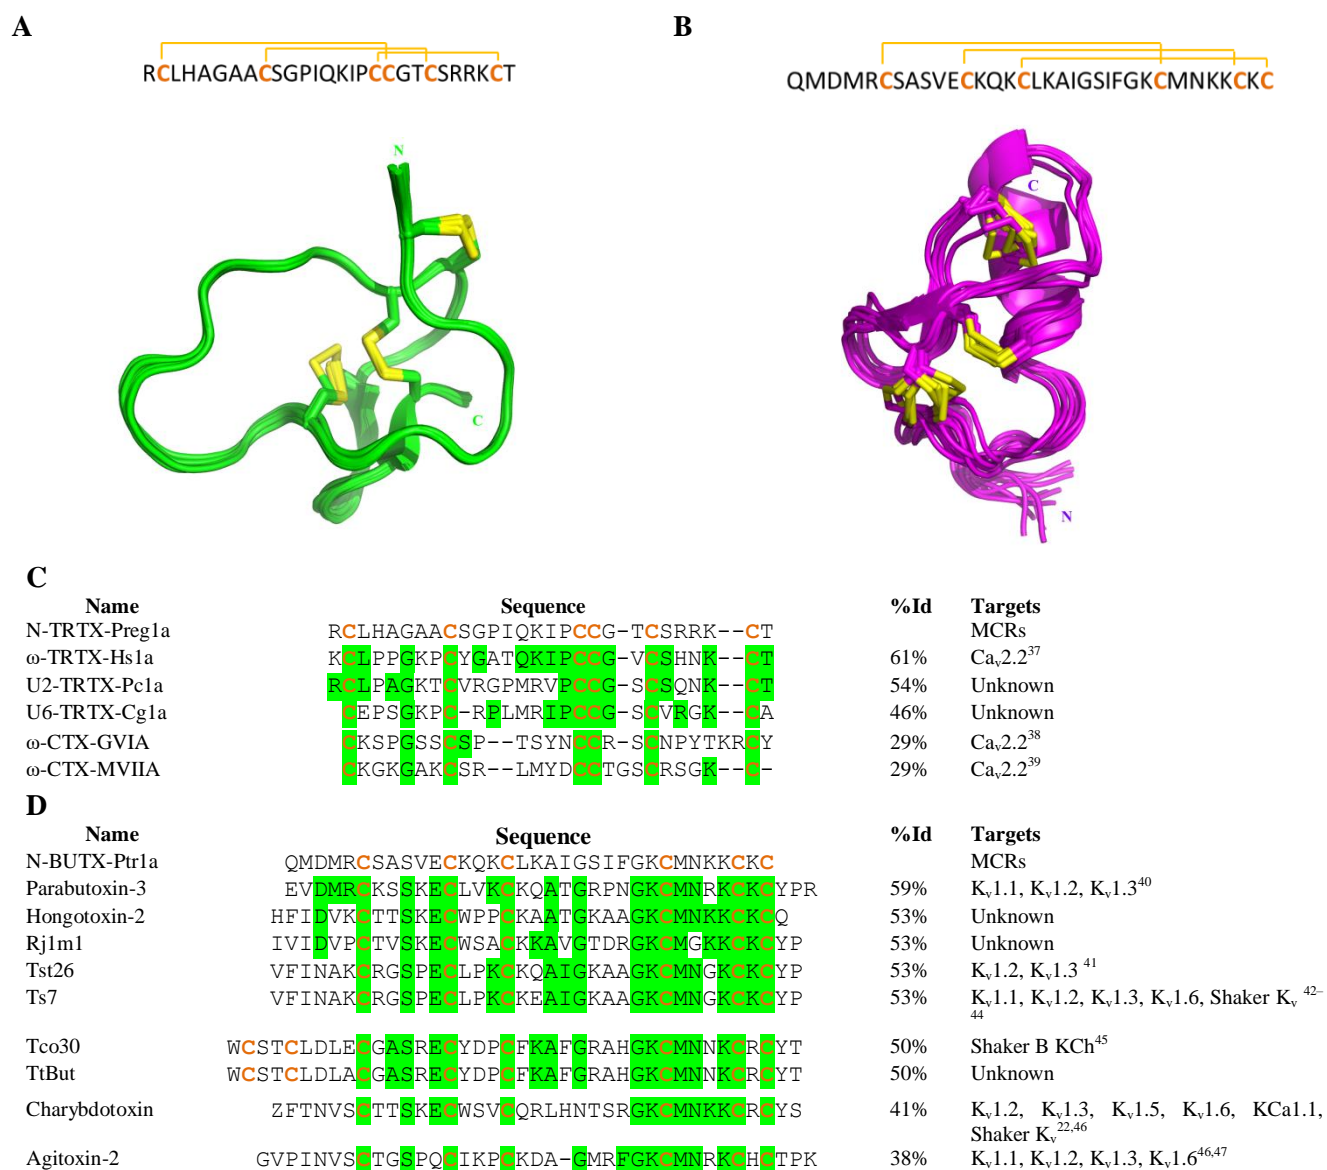 A
B
RCLHAGAACSGPIQKIPCCGTCSRRKCT
QMDMRCSASVECKQKCLKAIGSIFGKCMNKKCKC
N
C
C
N
C
Name Sequence %Id Targets
N-TRTX-Preg1a RCLHAGAACSGPIQKIPCCG-TCSRRK--CT MCRs
ω-TRTX-Hs1a KCLPPGKPCYGATQKIPCCG-VCSHNK--CT 61% Cav2.2³⁷
U2-TRTX-Pc1a RCLPAGKTCVRGPMRVPCCG-SCSQNK--CT 54% Unknown
U6-TRTX-Cg1a CEPSGKPC-RPLMRIPCCG-SCVRGK--CA 46% Unknown
ω-CTX-GVIA CKSPGSSCSP--TSYNCCR-SCNPYTKRCY 29% Cav2.2³⁸
ω-CTX-MVIIA CKGKGAKCSR--LMYDCCTGSCRSGK--C- 29% Cav2.2³⁹
D
Name Sequence %Id Targets
N-BUTX-Ptr1a QMDMRCSASVECKQKCLKAIGSIFGKCMNKKCKC MCRs
Parabutoxin-3 EVDMRCKSSKECLVKCKQATGRPNGKCMNRKCKCYPR 59% Kv1.1, Kv1.2, Kv1.3⁴⁰
Hongotoxin-2 HFIDVKCTTSKECWPPCKAATGKAAGKCMNKKCKCQ 53% Unknown
Rj1m1 IVIDVPCTVSKECWSACKKAVGTDRGKCMGKKCKCYP 53% Unknown
Tst26 VFINAKCRGSPECLPKCKQAIGKAAGKCMNGKCKCYP 53% Kv1.2, Kv1.3 ⁴¹
Ts7 VFINAKCRGSPECLPKCKEAIGKAAGKCMNGKCKCYP 53% Kv1.1, Kv1.2, Kv1.3, Kv1.6, Shaker Kv ⁴²⁻
⁴⁴
Tco30 WCSTCLDLECGASRECYDPCFKAFGRAHGKCMNNKCRCYT 50% Shaker B KCh⁴⁵
TtBut WCSTCLDLACGASRECYDPCFKAFGRAHGKCMNNKCRCYT 50% Unknown
Charybdotoxin ZFTNVSCTTSKECWSVCQRLHNTSRGKCMNKKCRCYS 41% Kv1.2, Kv1.3, Kv1.5, Kv1.6, KCa1.1,
Shaker Kv²²,⁴⁶
Agitoxin-2 GVPINVSCTGSPQCIKPCKDA-GMRFGKCMNRKCHCTPK 38% Kv1.1, Kv1.2, Kv1.3, Kv1.6⁴⁶,⁴⁷